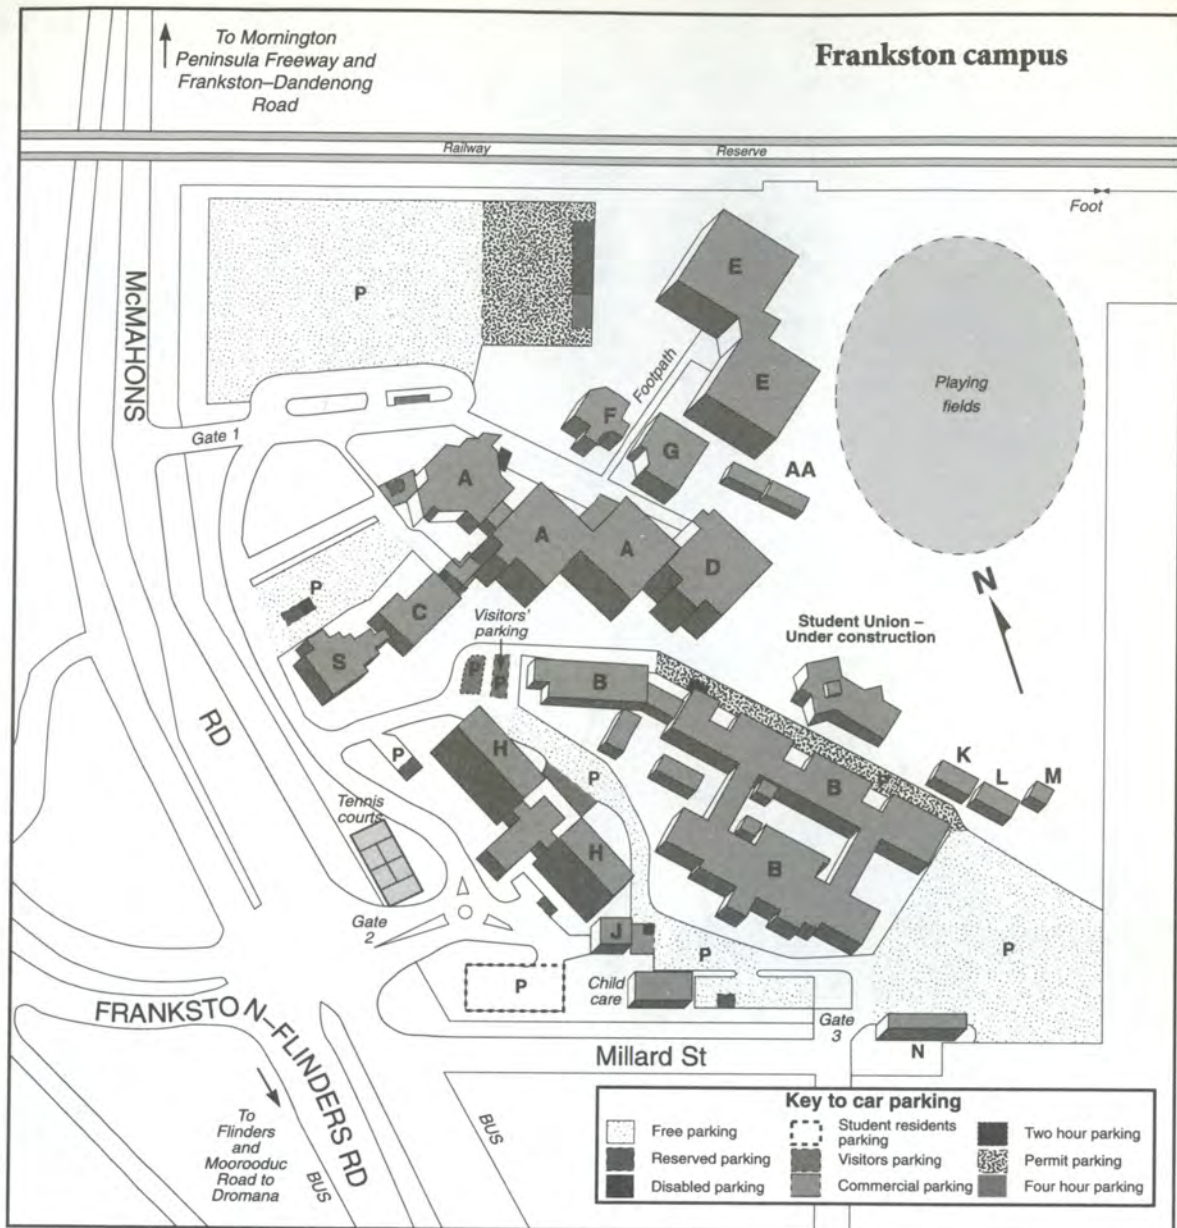 To Mornington
Peninsula Freeway and
Frankston–Dandenong
Road
Frankston campus
Railway
Reserve
Foot
McMAHONS
P
E
Footpath
E
Playing
fields
F
Gate 1
G
AA
A
A
A
D
N
P
C
Visitors'
parking
Student Union –
Under construction
S
P
P
B
RD
H
P
P
K
L
M
B
Tennis
courts
H
B
Gate
2
J
P
P
P
Child
care
Gate
3
FRANKSTON–FLINDERS RD
Millard St
N
To
Flinders
and
Moorooduc
Road to
Dromana
BUS
BUS
Key to car parking
Free parking
Student residents
parking
Two hour parking
Reserved parking
Visitors parking
Permit parking
Disabled parking
Commercial parking
Four hour parking